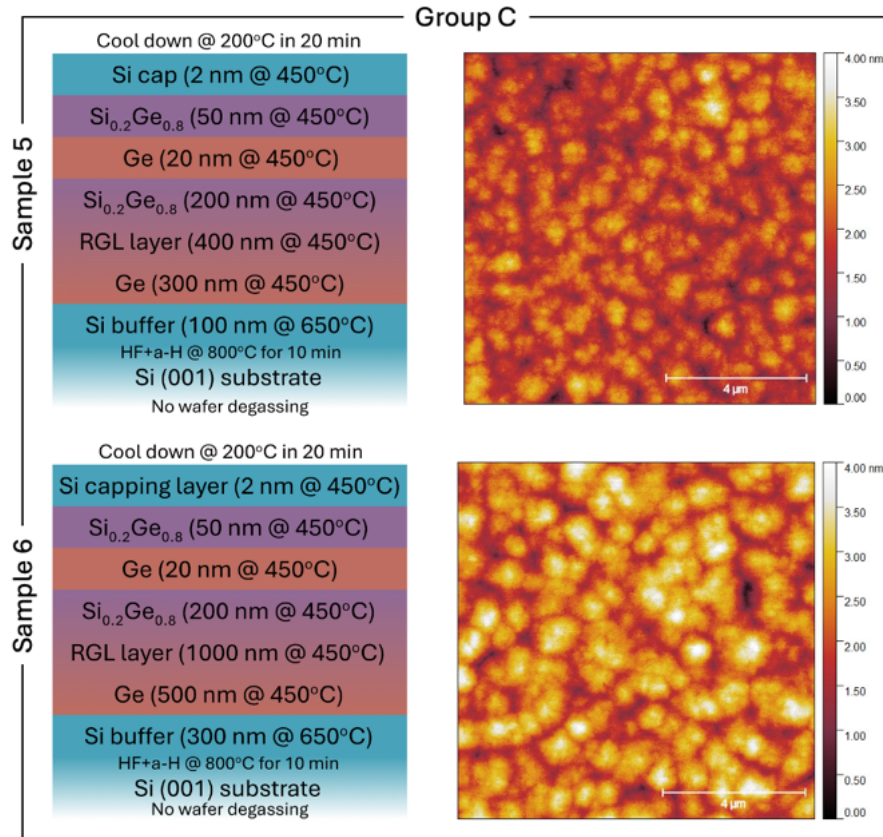 Group C
Sample 5
Cool down @ 200°C in 20 min
Si cap (2 nm @ 450°C)
Si₀.₂Ge₀.₈ (50 nm @ 450°C)
Ge (20 nm @ 450°C)
Si₀.₂Ge₀.₈ (200 nm @ 450°C)
RGL layer (400 nm @ 450°C)
Ge (300 nm @ 450°C)
Si buffer (100 nm @ 650°C)
HF+a-H @ 800°C for 10 min
Si (001) substrate
No wafer degassing
4 µm
4.00 nm
3.50
3.00
2.50
2.00
1.50
1.00
0.50
0.00
Sample 6
Cool down @ 200°C in 20 min
Si capping layer (2 nm @ 450°C)
Si₀.₂Ge₀.₈ (50 nm @ 450°C)
Ge (20 nm @ 450°C)
Si₀.₂Ge₀.₈ (200 nm @ 450°C)
RGL layer (1000 nm @ 450°C)
Ge (500 nm @ 450°C)
Si buffer (300 nm @ 650°C)
HF+a-H @ 800°C for 10 min
Si (001) substrate
No wafer degassing
4 µm
4.00 nm
3.50
3.00
2.50
2.00
1.50
1.00
0.50
0.00